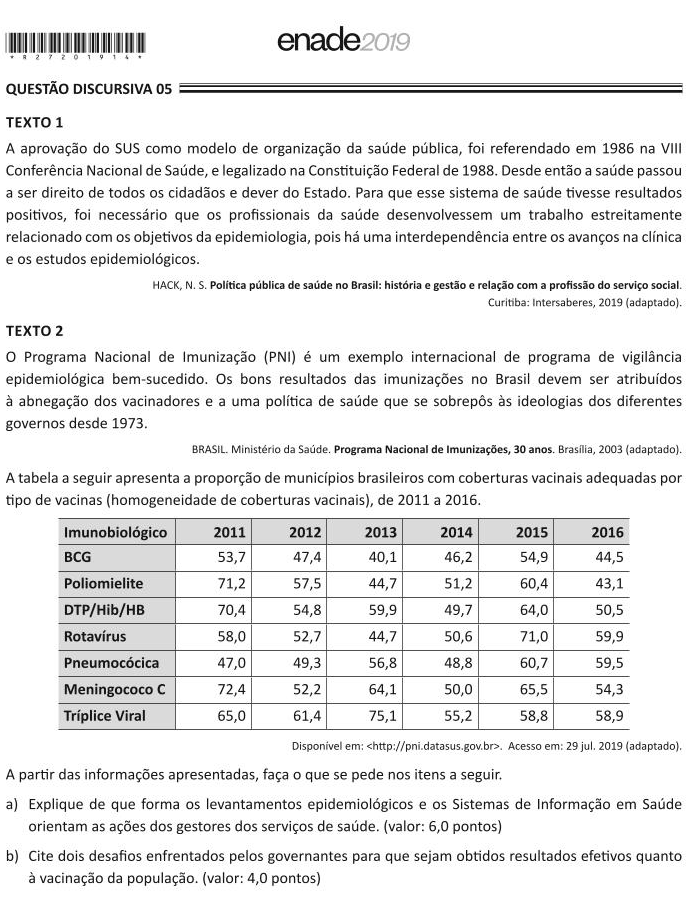 enade2019
*R2720191 4*
QUESTÃO DISCURSIVA 05
TEXTO 1
A aprovação do SUS como modelo de organização da saúde pública, foi referendado em 1986 na VIII
Conferência Nacional de Saúde, e legalizado na Constituição Federal de 1988. Desde então a saúde passou
a ser direito de todos os cidadãos e dever do Estado. Para que esse sistema de saúde tivesse resultados
positivos, foi necessário que os profissionais da saúde desenvolvessem um trabalho estreitamente
relacionado com os objetivos da epidemiologia, pois há uma interdependência entre os avanços na clínica
e os estudos epidemiológicos.
HACK, N. S. Política pública de saúde no Brasil: história e gestão e relação com a profissão do serviço social.
Curitiba: Intersaberes, 2019 (adaptado).
TEXTO 2
O Programa Nacional de Imunização (PNI) é um exemplo internacional de programa de vigilância
epidemiológica bem-sucedido. Os bons resultados das imunizações no Brasil devem ser atribuídos
à abnegação dos vacinadores e a uma política de saúde que se sobrepôs às ideologias dos diferentes
governos desde 1973.
BRASIL. Ministério da Saúde. Programa Nacional de Imunizações, 30 anos. Brasília, 2003 (adaptado).
A tabela a seguir apresenta a proporção de municípios brasileiros com coberturas vacinais adequadas por
tipo de vacinas (homogeneidade de coberturas vacinais), de 2011 a 2016.
Imunobiológico 2011 2012 2013 2014 2015 2016
BCG 53,7 47,4 40,1 46,2 54,9 44,5
Poliomielite 71,2 57,5 44,7 51,2 60,4 43,1
DTP/Hib/HB 70,4 54,8 59,9 49,7 64,0 50,5
Rotavírus 58,0 52,7 44,7 50,6 71,0 59,9
Pneumocócica 47,0 49,3 56,8 48,8 60,7 59,5
Meningococo C 72,4 52,2 64,1 50,0 65,5 54,3
Tríplice Viral 65,0 61,4 75,1 55,2 58,8 58,9
Disponível em: <http://pni.datasus.gov.br>. Acesso em: 29 jul. 2019 (adaptado).
A partir das informações apresentadas, faça o que se pede nos itens a seguir.
a) Explique de que forma os levantamentos epidemiológicos e os Sistemas de Informação em Saúde
orientam as ações dos gestores dos serviços de saúde. (valor: 6,0 pontos)
b) Cite dois desafios enfrentados pelos governantes para que sejam obtidos resultados efetivos quanto
à vacinação da população. (valor: 4,0 pontos)